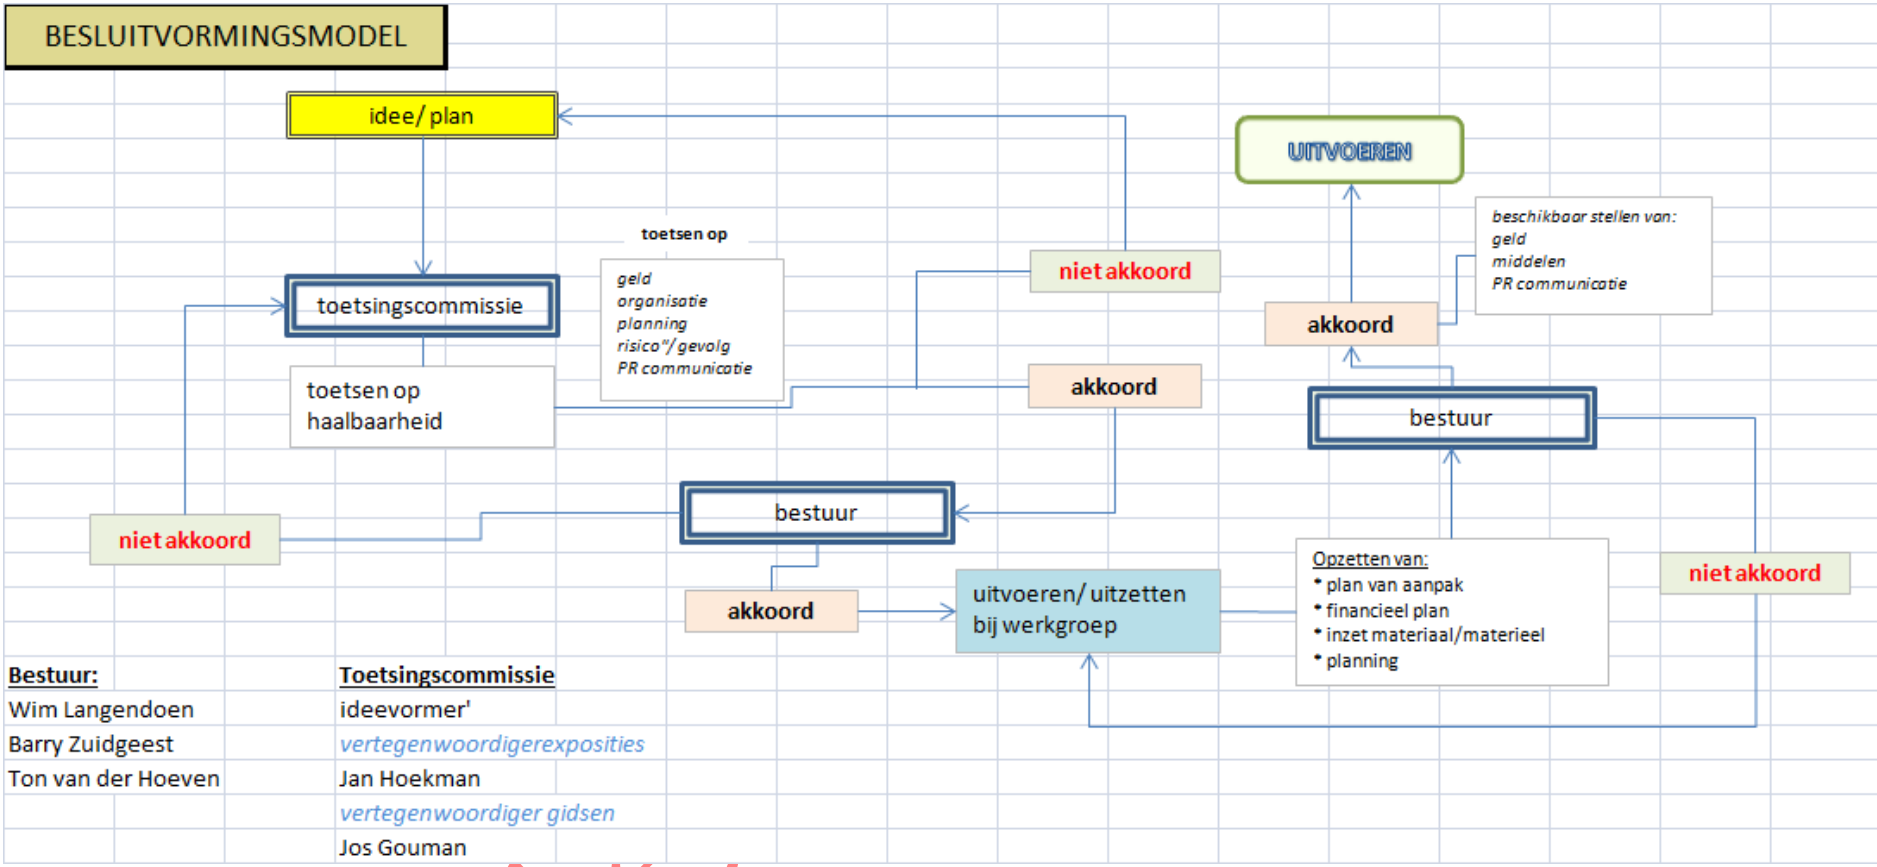 BESLUITVORMINGSMODEL
idee/ plan
UITVOEREN
toetsen op
beschikbaar stellen van:
geld
middelen
PR communicatie
niet akkoord
geld
organisatie
planning
risico"/ gevolg
PR communicatie
toetsingscommissie
akkoord
toetsen op
haalbaarheid
akkoord
bestuur
bestuur
niet akkoord
akkoord
uitvoeren/ uitzetten
bij werkgroep
Opzetten van:
* plan van aanpak
* financieel plan
* inzet materiaal/materieel
* planning
niet akkoord
Bestuur:
Wim Langendoen
Barry Zuidgeest
Ton van der Hoeven
Toetsingscommissie
ideevormer'
vertegenwoordigerexposities
Jan Hoekman
vertegenwoordiger gidsen
Jos Gouman